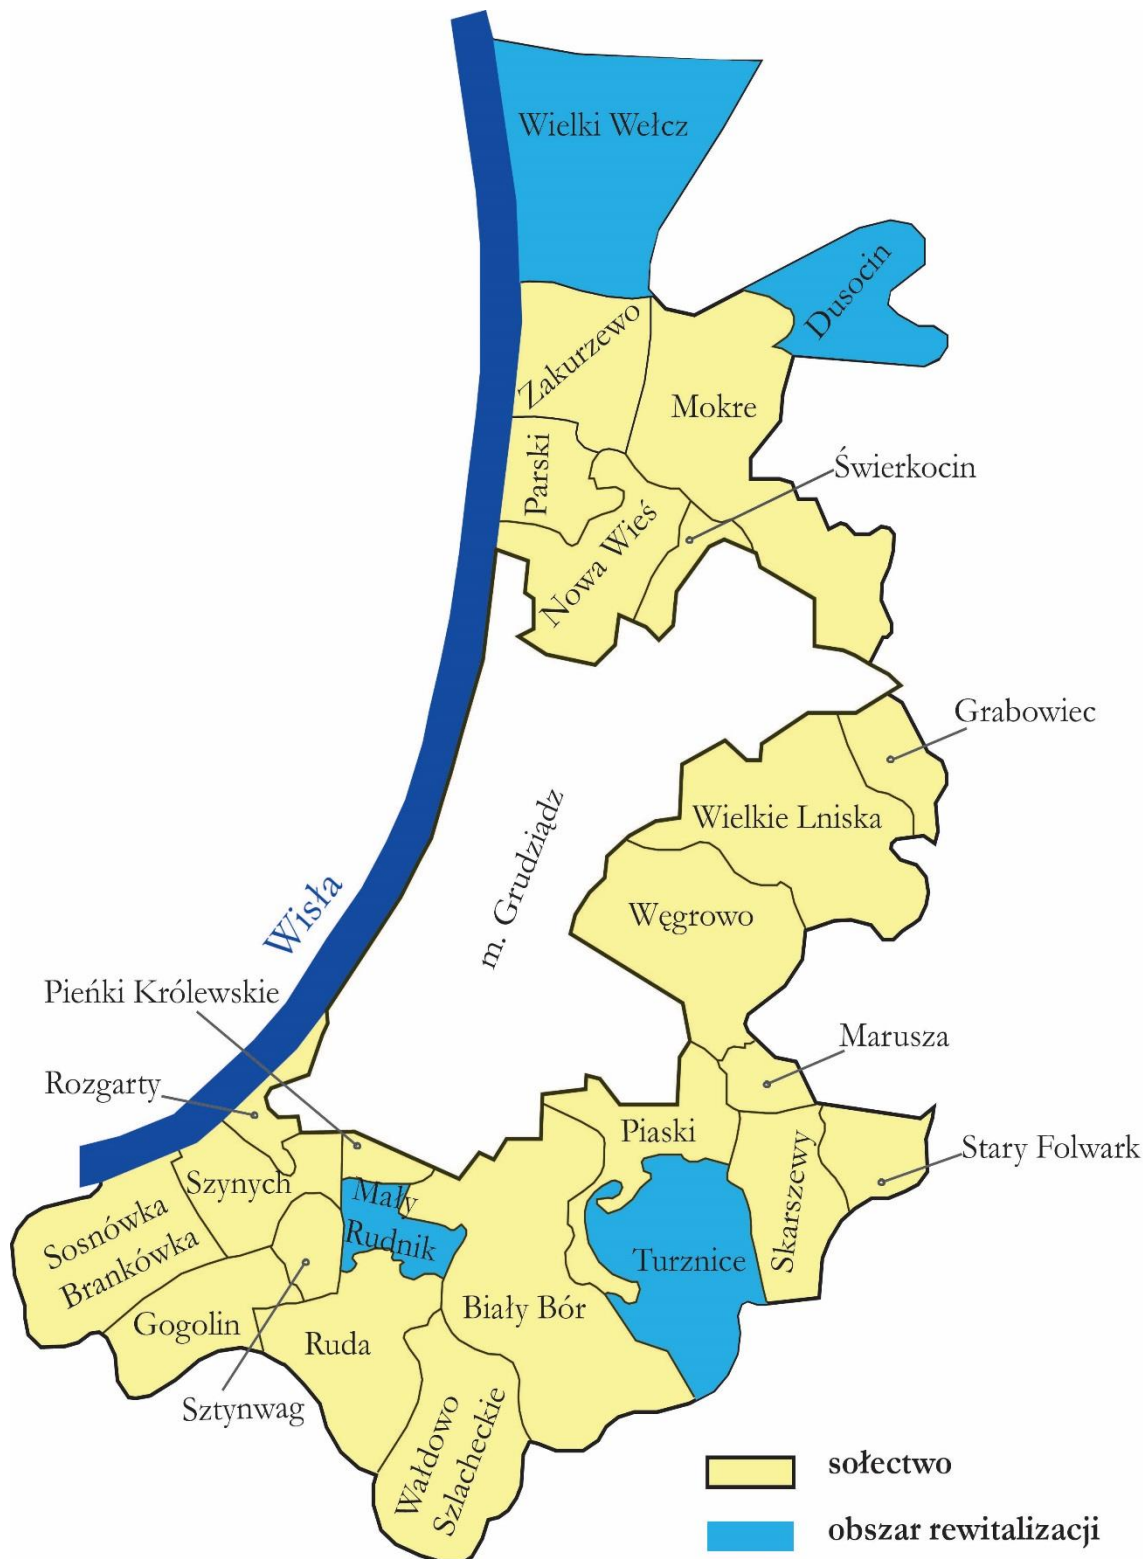 Wielki Wełcz
Dusocin
Zakurzewo
Mokre
Parski
Świerkocin
Nowa Wieś
Grabowiec
Wielkie Lniska
m. Grudziądz
Węgrowo
Wisła
Pieńki Królewskie
Marusza
Rozgarty
Piaski
Stary Folwark
Szynych
Mały
Rudnik
Skarszewy
Sosnówka
Brankówka
Turznice
Biały Bór
Gogolin
Ruda
Sztynwag
Wałdowo
Szlacheckie
sołectwo
obszar rewitalizacji